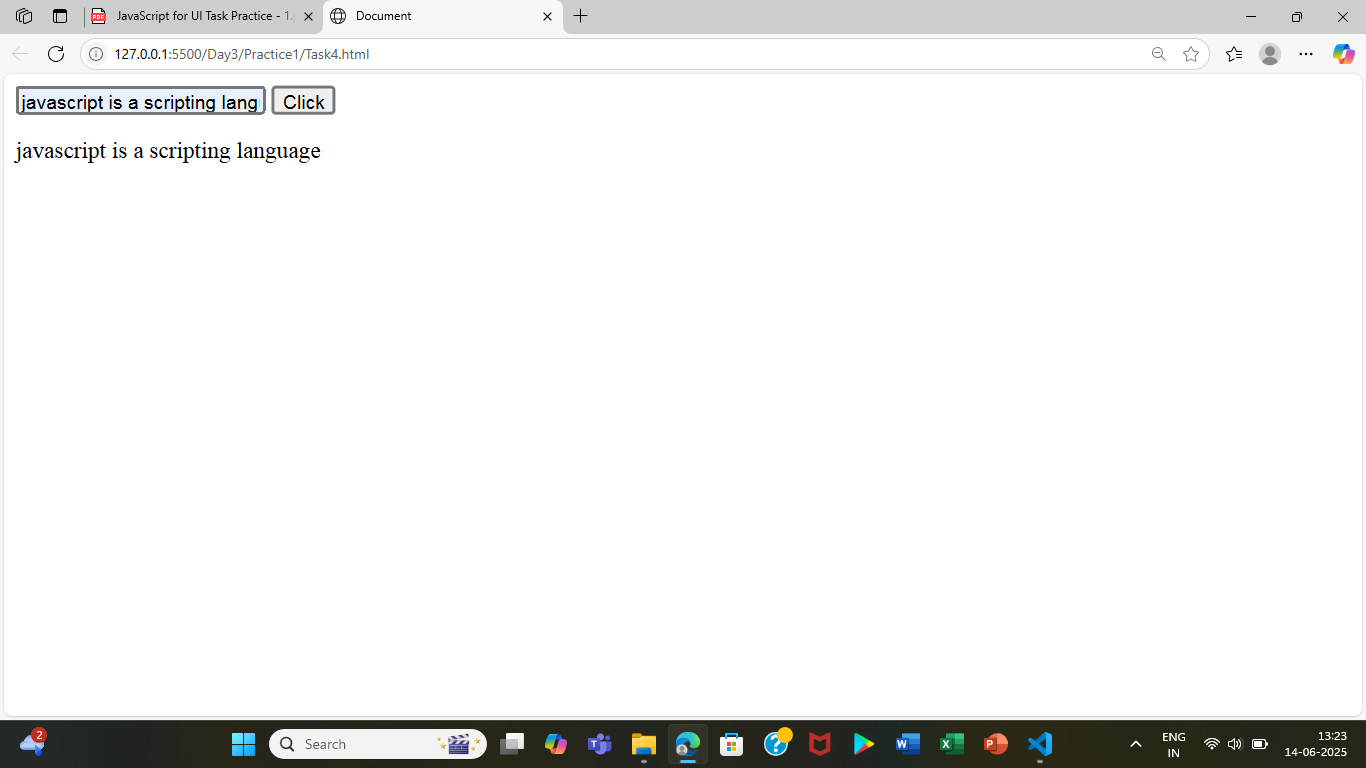 JavaScript for UI Task Practice - 1.
Document
127.0.0.1:5500/Day3/Practice1/Task4.html
javascript is a scripting lang
Click
javascript is a scripting language
2
Search
ENG
IN
13:23
14-06-2025